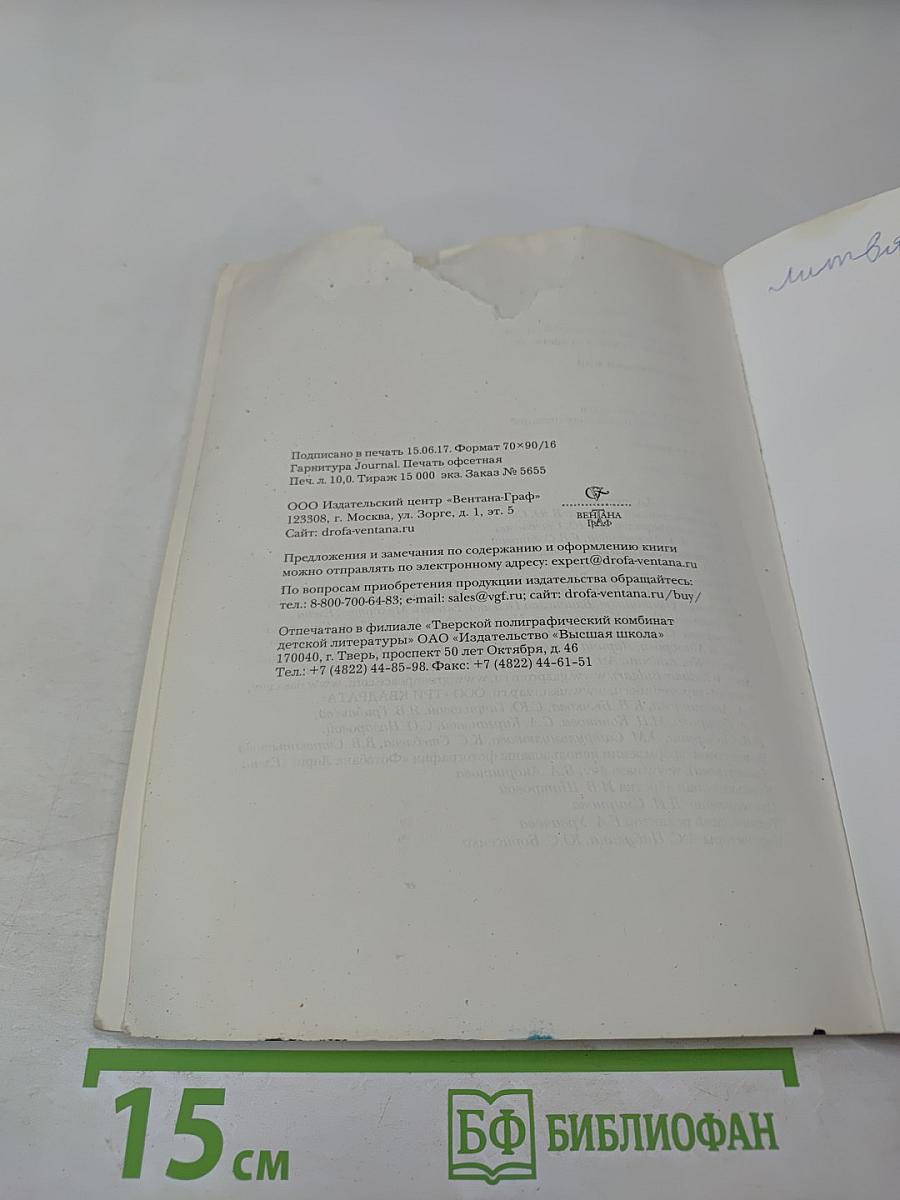 литвя
Подписано в печать 15.06.17. Формат 70×90/16
Гарнитура Journal. Печать офсетная
Печ. л. 10,0. Тираж 15 000 экз. Заказ № 5655
ООО Издательский центр «Вентана-Граф»
123308, г. Москва, ул. Зорге, д. 1, эт. 5
Сайт: drofa-ventana.ru
ВЕНТАНА
ГРАФ
Предложения и замечания по содержанию и оформлению книги
можно отправлять по электронному адресу: expert@drofa-ventana.ru
По вопросам приобретения продукции издательства обращайтесь:
тел.: 8-800-700-64-83; e-mail: sales@vgf.ru; сайт: drofa-ventana.ru/buy/
Отпечатано в филиале «Тверской полиграфический комбинат
детской литературы» ОАО «Издательство «Высшая школа»
170040, г. Тверь, проспект 50 лет Октября, д. 46
Тел.: +7 (4822) 44-85-98. Факс: +7 (4822) 44-61-51
15 см
БФ БИБЛИОФАН